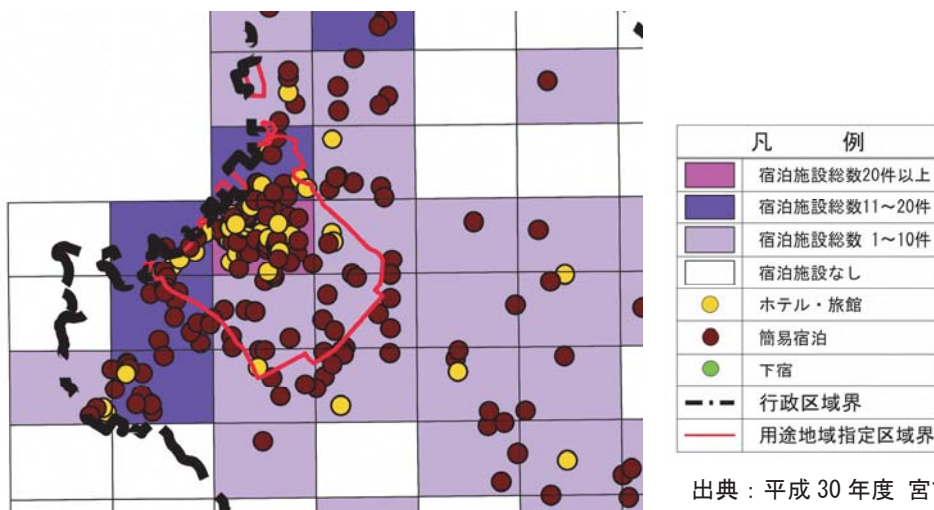 凡 例
宿泊施設総数20件以上
宿泊施設総数11～20件
宿泊施設総数 1～10件
宿泊施設なし
ホテル・旅館
簡易宿泊
下宿
行政区域界
用途地域指定区域界
出典：平成 30 年度 宮